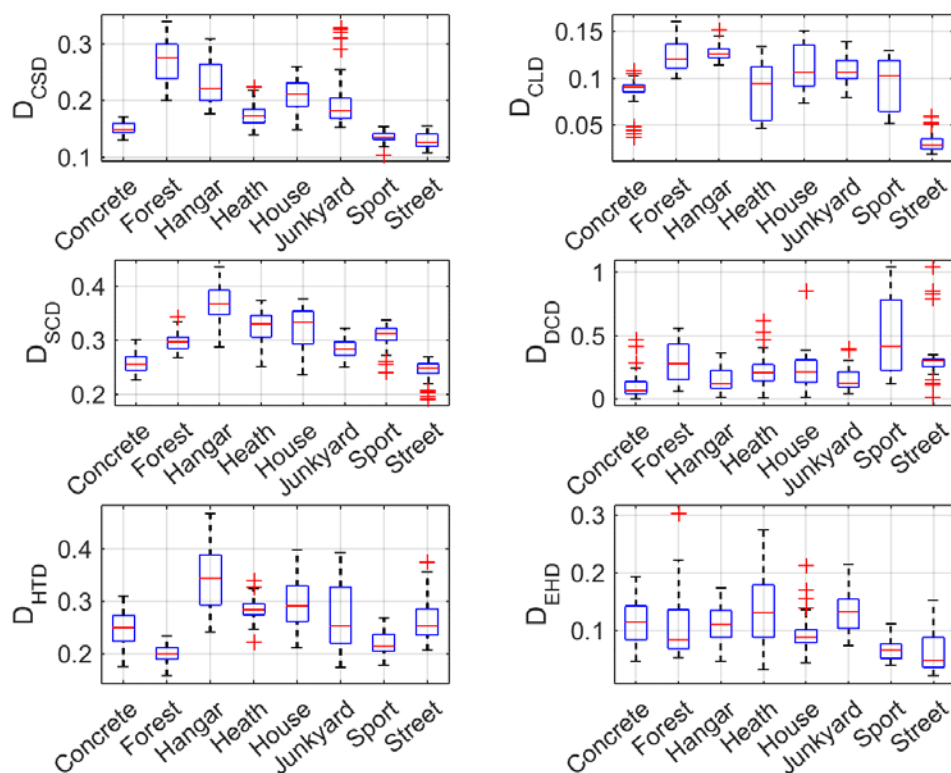 D_CSD
0.3
0.2
0.1
Concrete Forest Hangar Heath House Junkyard Sport Street
D_CLD
0.15
0.1
0.05
Concrete Forest Hangar Heath House Junkyard Sport Street
D_SCD
0.4
0.3
0.2
Concrete Forest Hangar Heath House Junkyard Sport Street
D_DCD
1
0.5
0
Concrete Forest Hangar Heath House Junkyard Sport Street
D_HTD
0.4
0.3
0.2
Concrete Forest Hangar Heath House Junkyard Sport Street
D_EHD
0.3
0.2
0.1
Concrete Forest Hangar Heath House Junkyard Sport Street